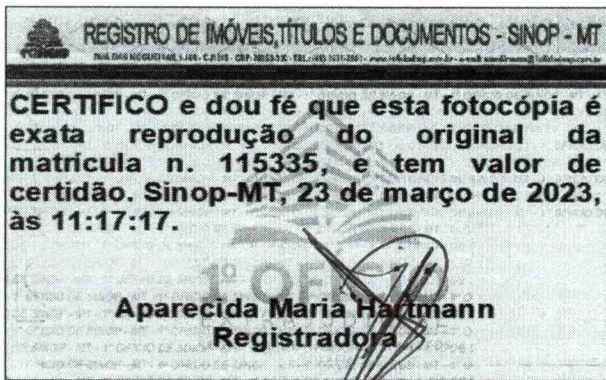 REGISTRO DE IMÓVEIS, TÍTULOS E DOCUMENTOS - SINOP - MT
CERTIFICO e dou fé que esta fotocópia é
exata reprodução do original da
matrícula n. 115335, e tem valor de
certidão. Sinop-MT, 23 de março de 2023,
às 11:17:17.
1º OFÍCIO
Aparecida Maria Hartmann
Registradora